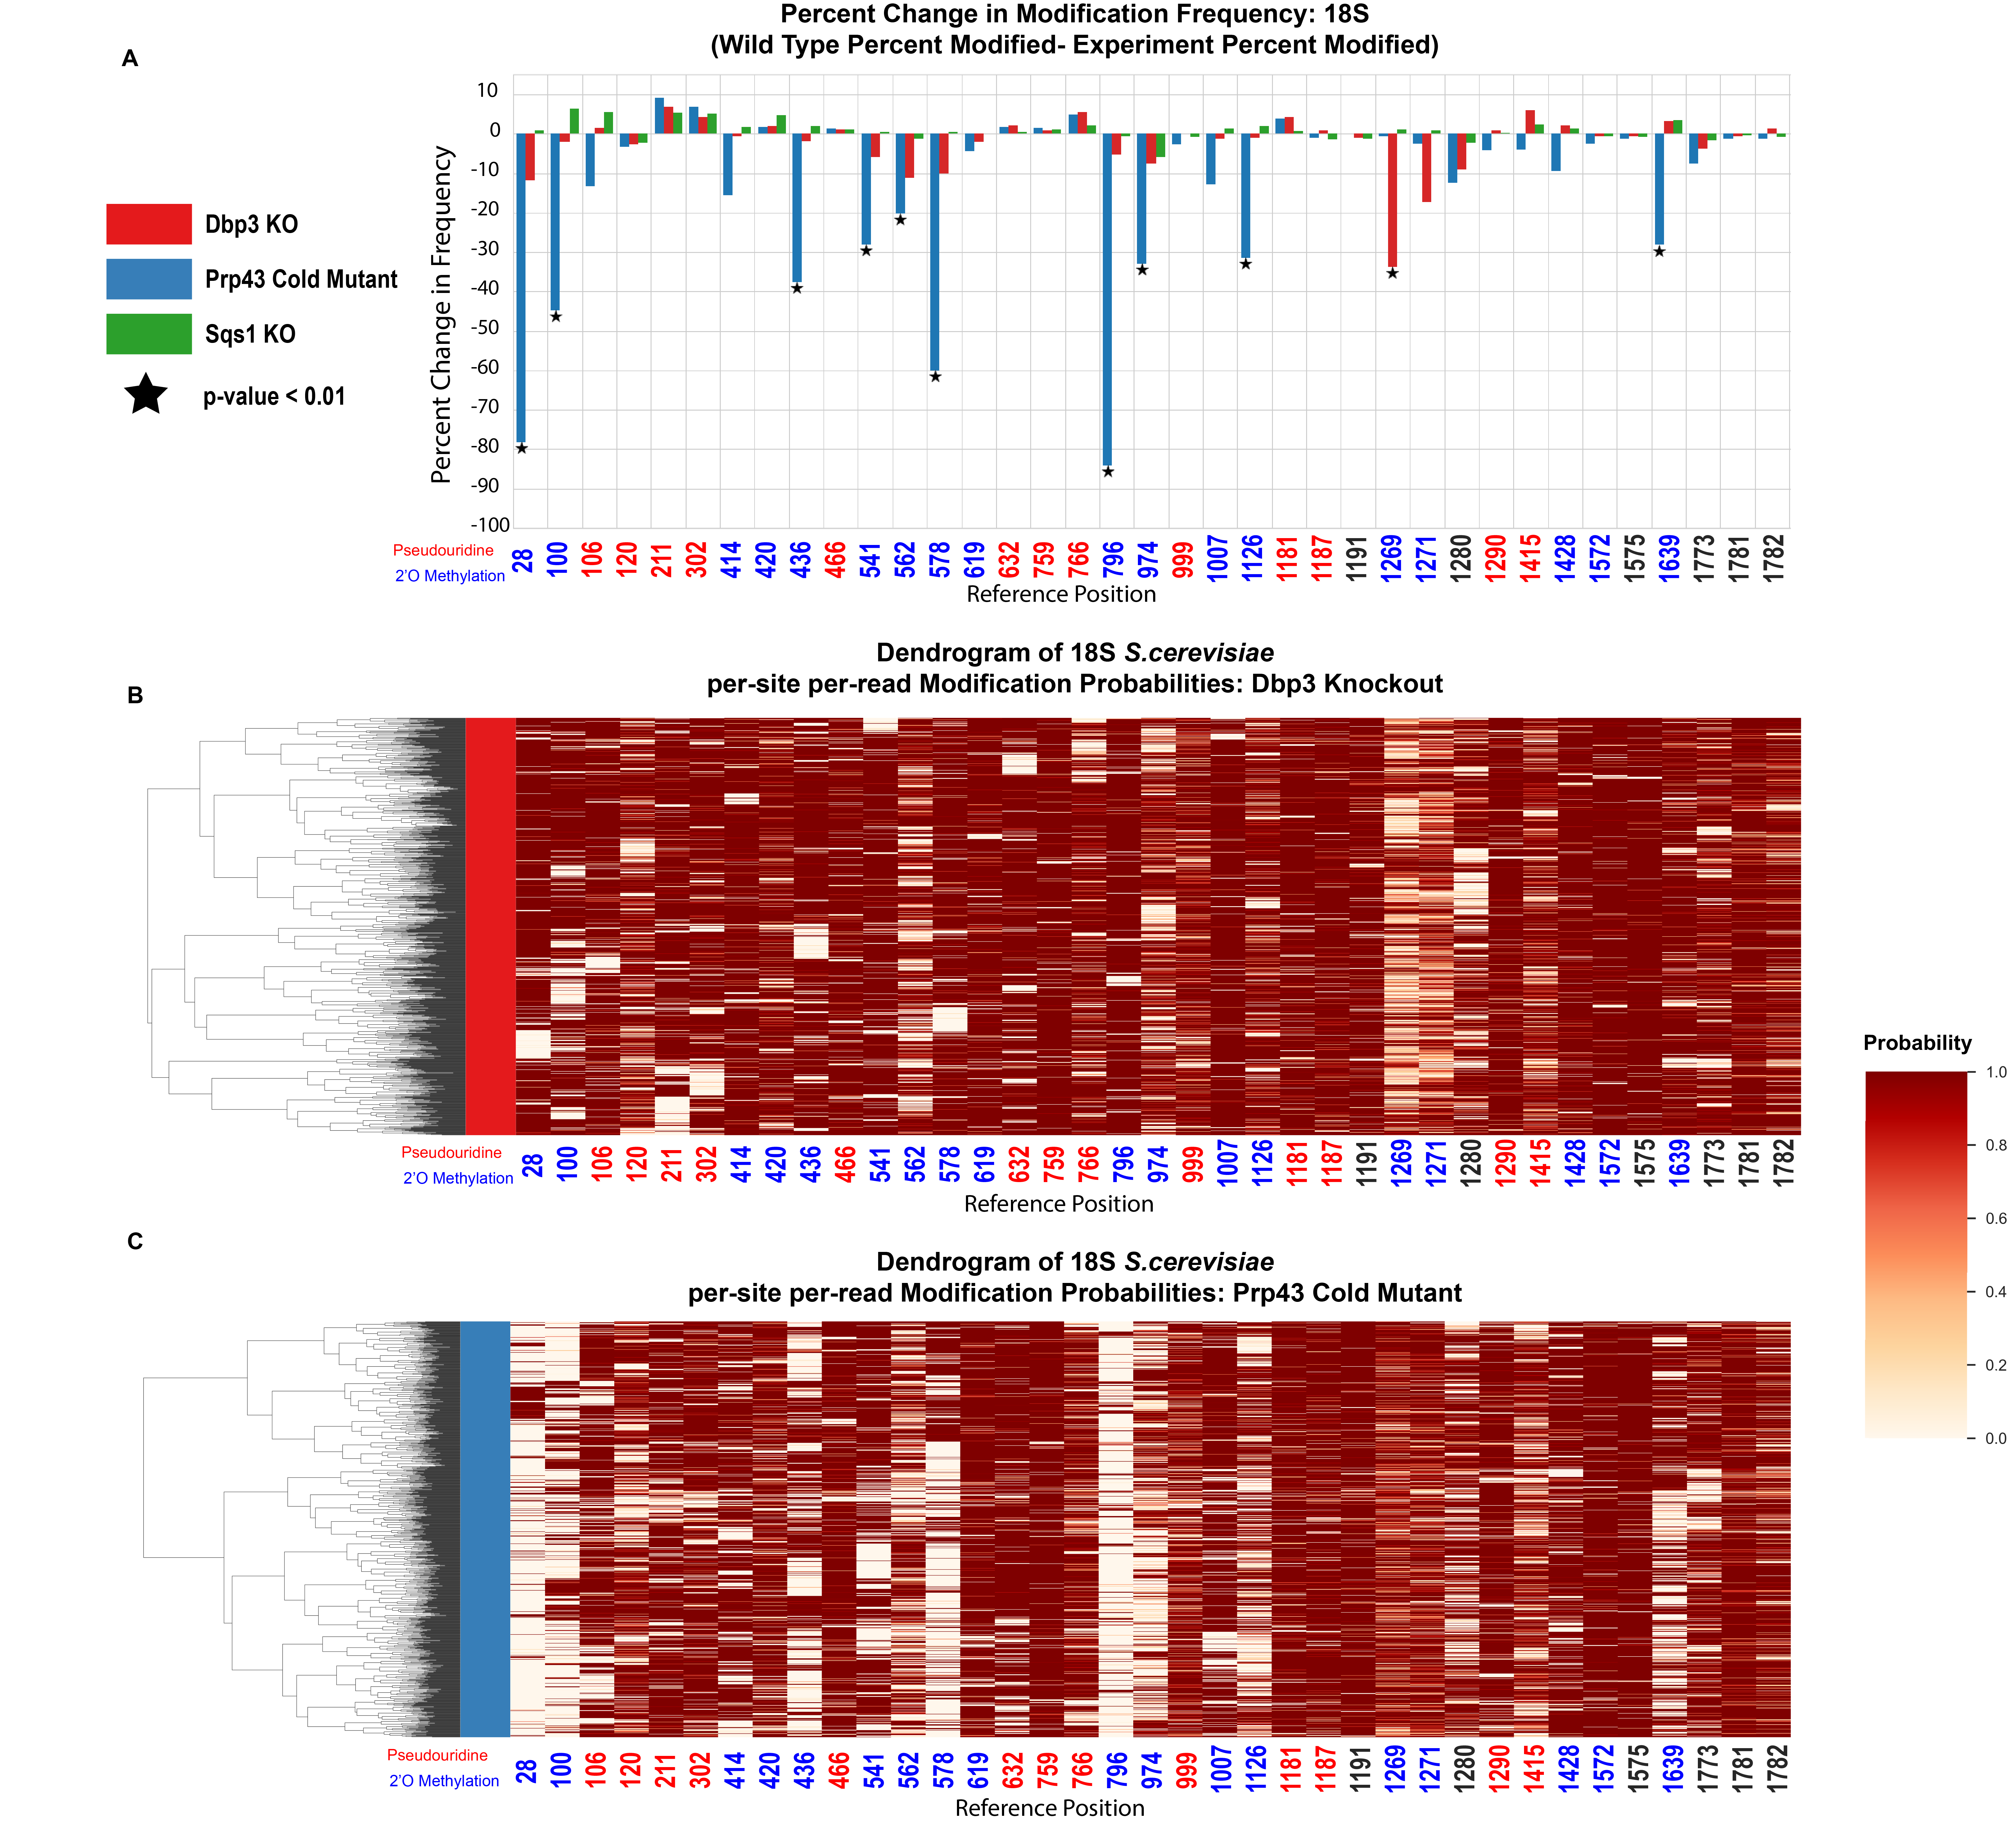 Percent Change in Modification Frequency: 18S
(Wild Type Percent Modified- Experiment Percent Modified)
A
Dbp3 KO
Prp43 Cold Mutant
Sqs1 KO
p-value < 0.01
Percent Change in Frequency
10
0
-10
-20
-30
-40
-50
-60
-70
-80
-90
-100
Pseudouridine
2'O Methylation
28 100 106 120 211 302 414 420 436 466 541 562 578 619 632 759 766 796 974 999 1007 1126 1181 1187 1191 1269 1271 1280 1290 1415 1428 1572 1575 1639 1773 1781 1782
Reference Position
Dendrogram of 18S S.cerevisiae
per-site per-read Modification Probabilities: Dbp3 Knockout
B
Pseudouridine
2'O Methylation
28 100 106 120 211 302 414 420 436 466 541 562 578 619 632 759 766 796 974 999 1007 1126 1181 1187 1191 1269 1271 1280 1290 1415 1428 1572 1575 1639 1773 1781 1782
Reference Position
Probability
1.0
0.8
0.6
0.4
0.2
0.0
C
Dendrogram of 18S S.cerevisiae
per-site per-read Modification Probabilities: Prp43 Cold Mutant
Pseudouridine
2'O Methylation
28 100 106 120 211 302 414 420 436 466 541 562 578 619 632 759 766 796 974 999 1007 1126 1181 1187 1191 1269 1271 1280 1290 1415 1428 1572 1575 1639 1773 1781 1782
Reference Position